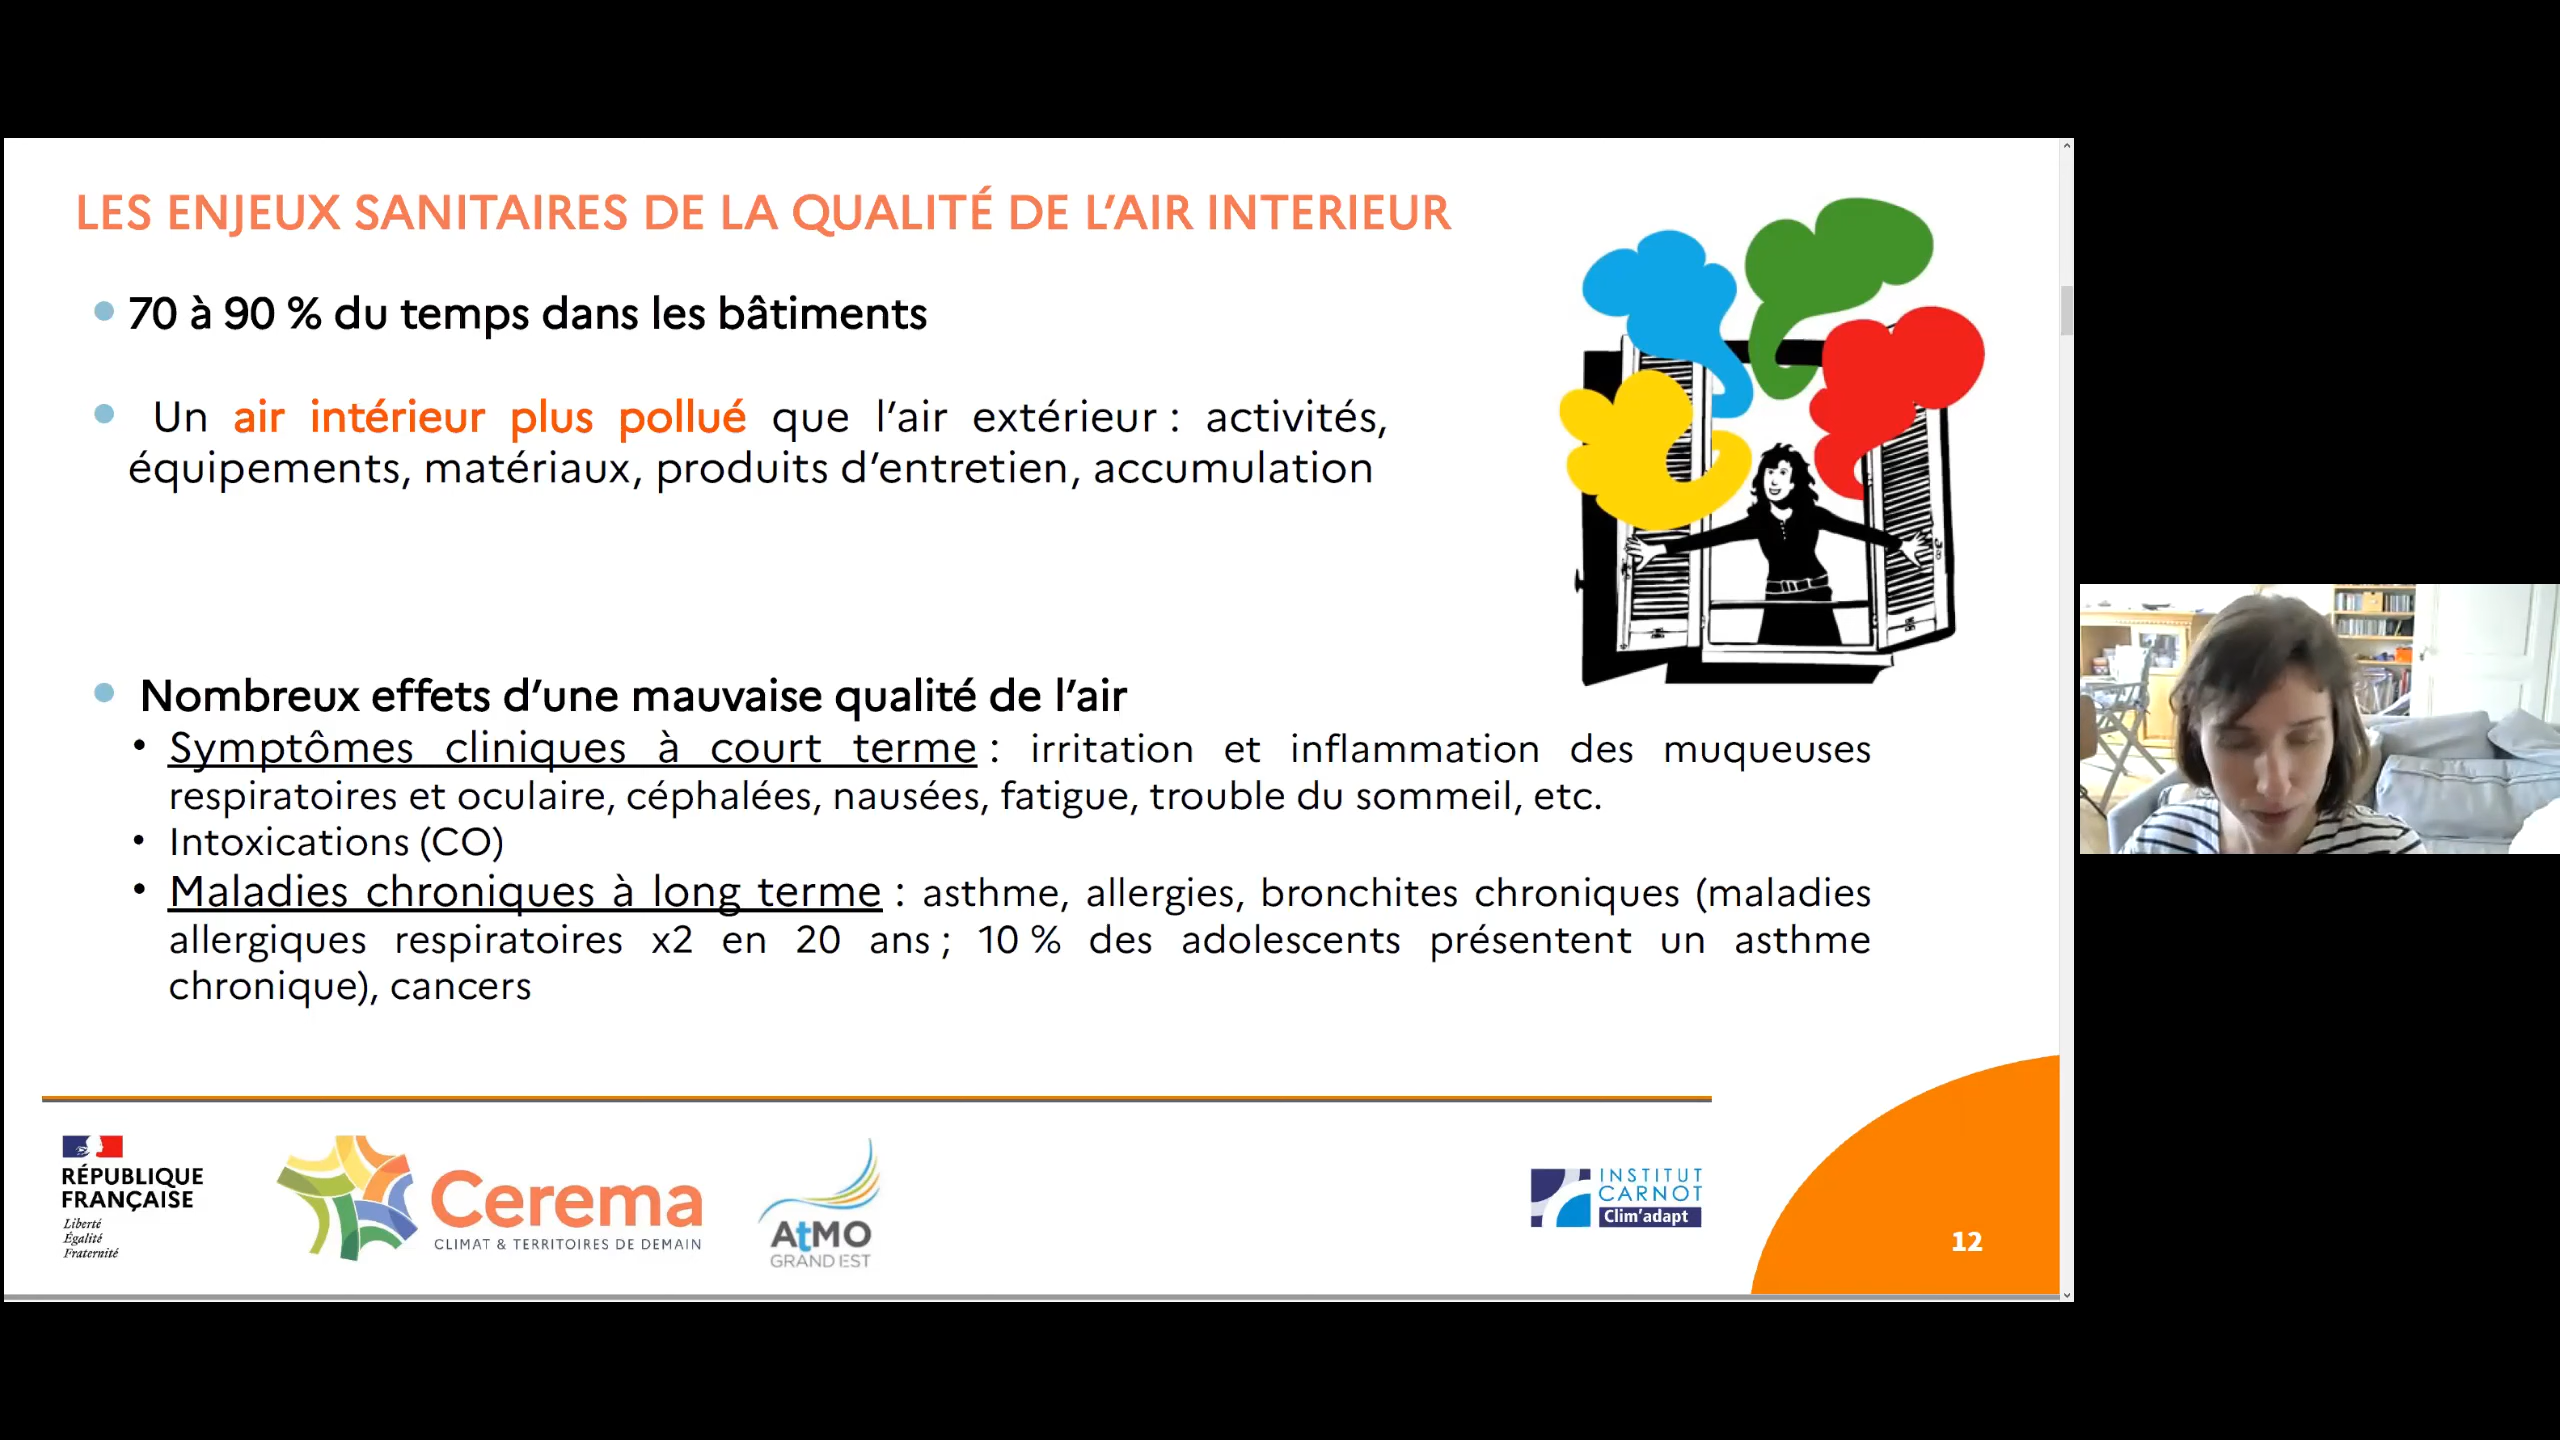 LES ENJEUX SANITAIRES DE LA QUALITÉ DE L’AIR INTERIEUR
70 à 90 % du temps dans les bâtiments
Un air intérieur plus pollué que l’air extérieur : activités,
équipements, matériaux, produits d’entretien, accumulation
Nombreux effets d’une mauvaise qualité de l’air
Symptômes cliniques à court terme : irritation et inflammation des muqueuses
respiratoires et oculaire, céphalées, nausées, fatigue, trouble du sommeil, etc.
Intoxications (CO)
Maladies chroniques à long terme : asthme, allergies, bronchites chroniques (maladies
allergiques respiratoires x2 en 20 ans ; 10 % des adolescents présentent un asthme
chronique), cancers
RÉPUBLIQUE
FRANÇAISE
Liberté
Égalité
Fraternité
Cerema
CLIMAT & TERRITOIRES DE DEMAIN
AtMO
GRAND EST
INSTITUT
CARNOT
Clim’adapt
12